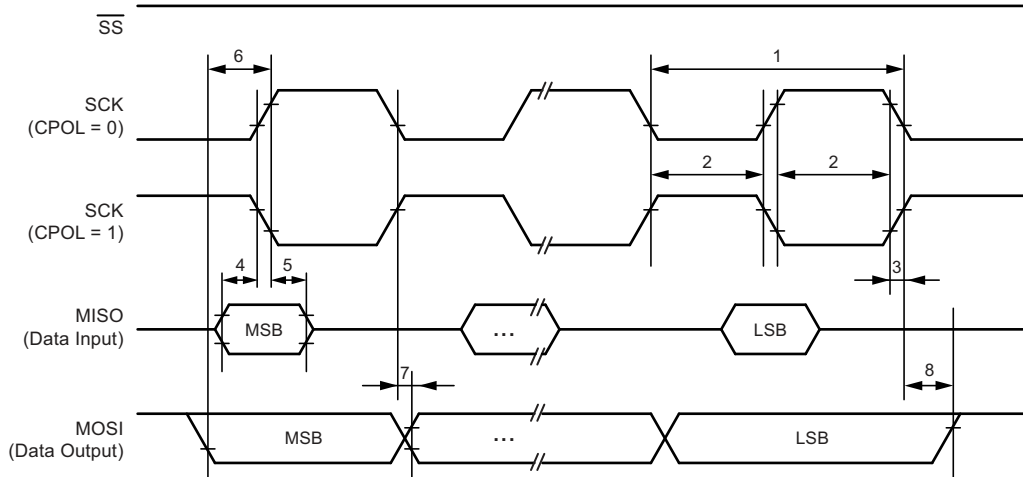 SS
6
1
SCK
(CPOL = 0)
2
2
SCK
(CPOL = 1)
4
5
3
MISO
(Data Input)
MSB
...
LSB
7
8
MOSI
(Data Output)
MSB
...
LSB